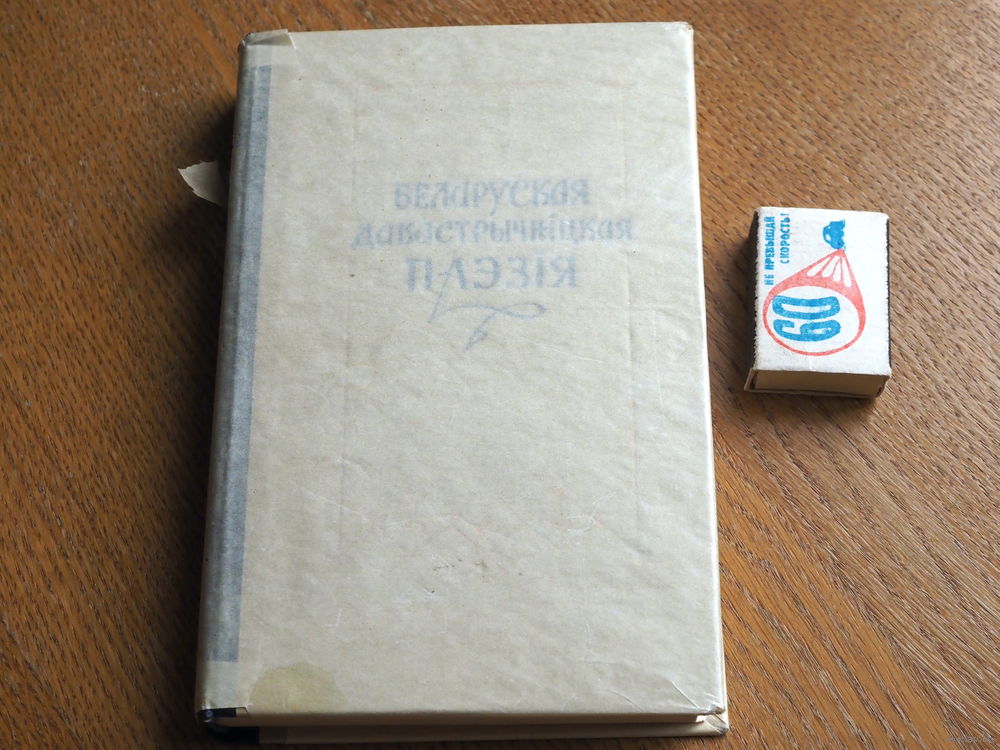 БЕЛАРУСКАЯ
ДАКАСТРЫЧНІЦКАЯ
ПАЭЗІЯ
НЕ ПРЕВЫШАЙ
СКОРОСТЬ!
60